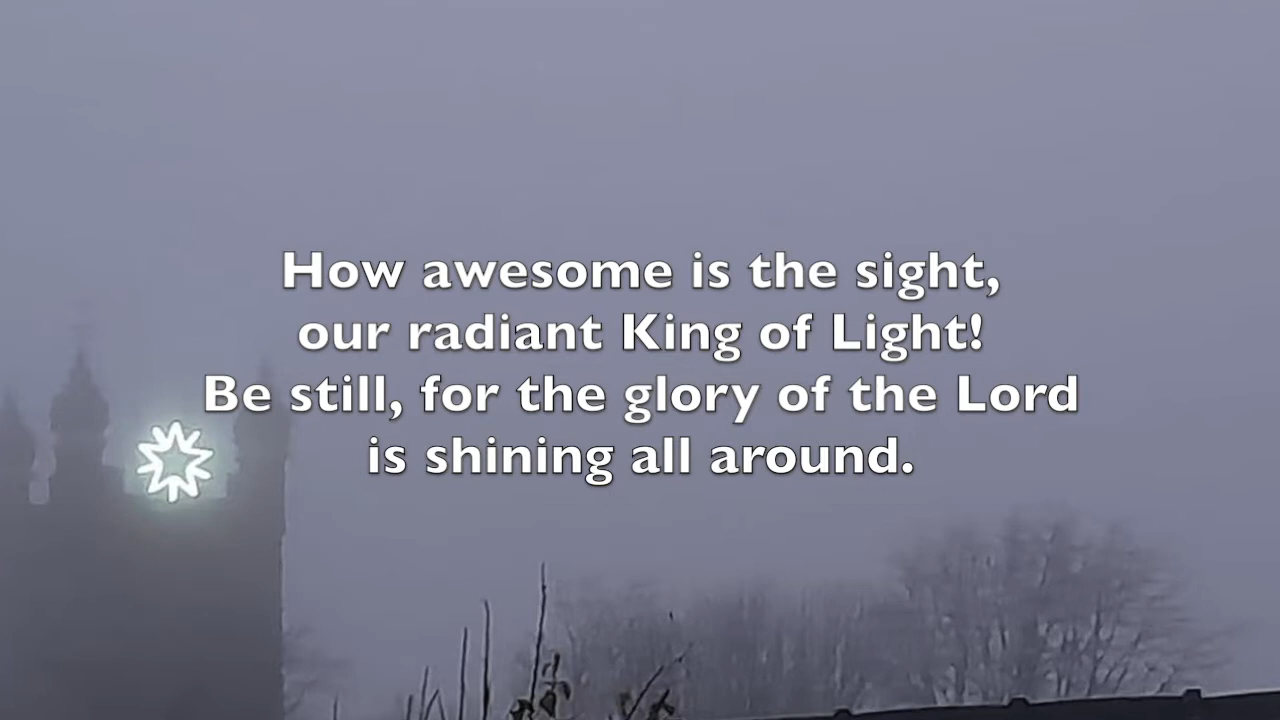 How awesome is the sight,
our radiant King of Light!
Be still, for the glory of the Lord
is shining all around.